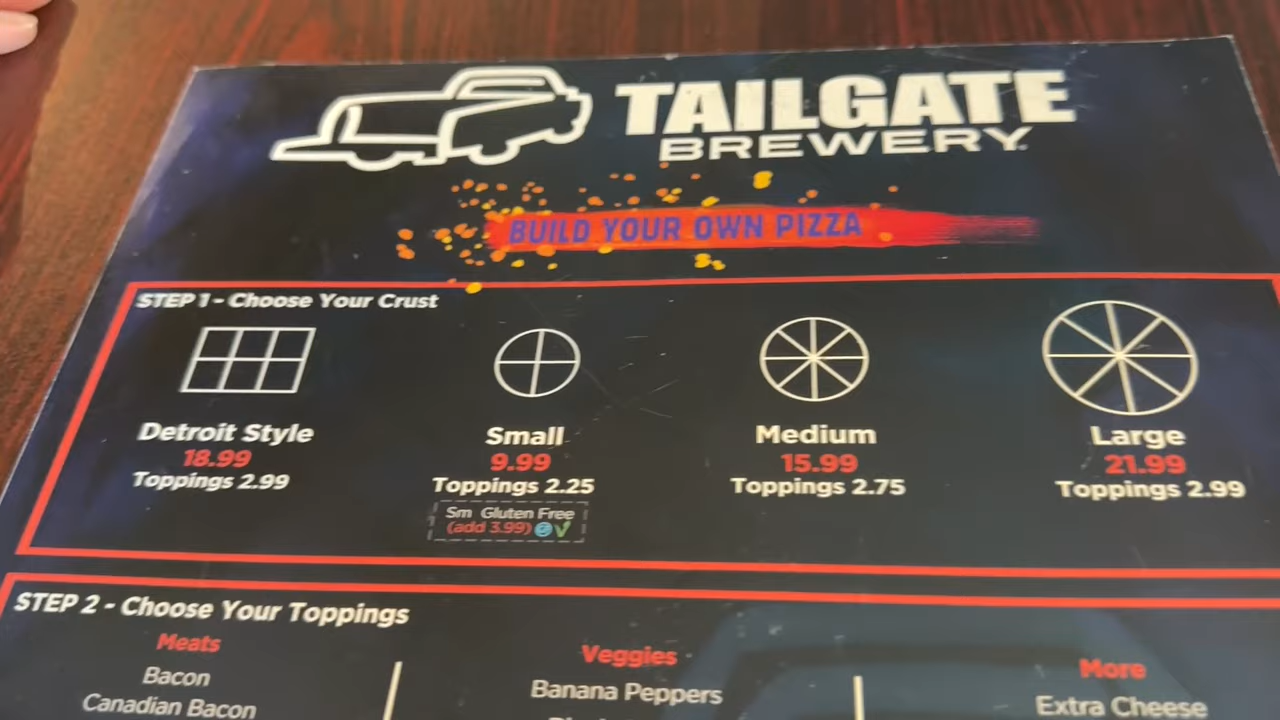 TAILGATE
BREWERY
BUILD YOUR OWN PIZZA
STEP 1 - Choose Your Crust
Detroit Style
18.99
Toppings 2.99
Small
9.99
Toppings 2.25
Sm Gluten Free
(add 3.99)
Medium
15.99
Toppings 2.75
Large
21.99
Toppings 2.99
STEP 2 - Choose Your Toppings
Meats
Bacon
Canadian Bacon
Veggies
Banana Peppers
More
Extra Cheese